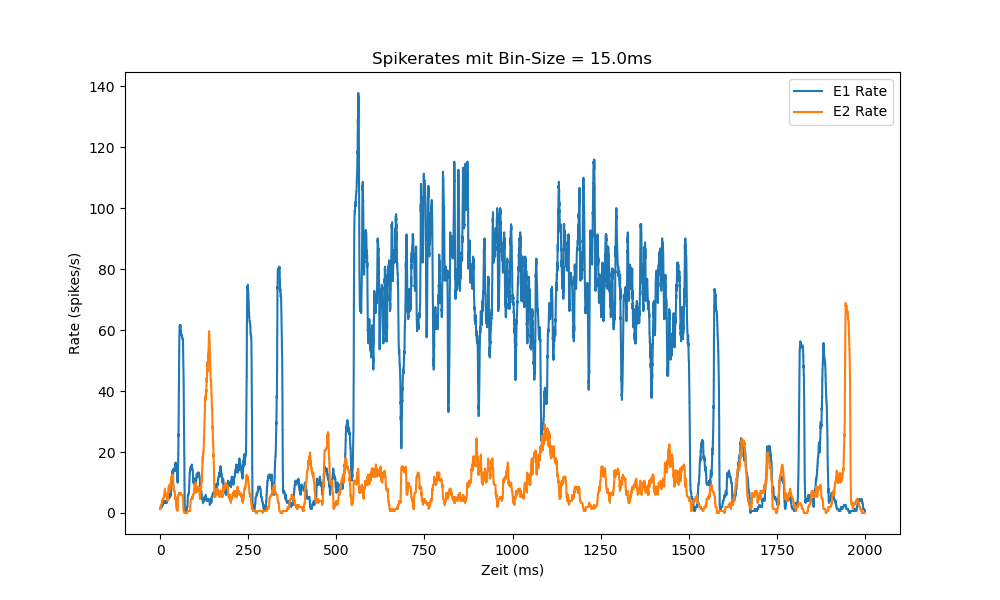 Spikerates mit Bin-Size = 15.0ms
E1 Rate
E2 Rate
140
120
100
80
60
40
20
0
Rate (spikes/s)
0 250 500 750 1000 1250 1500 1750 2000
Zeit (ms)